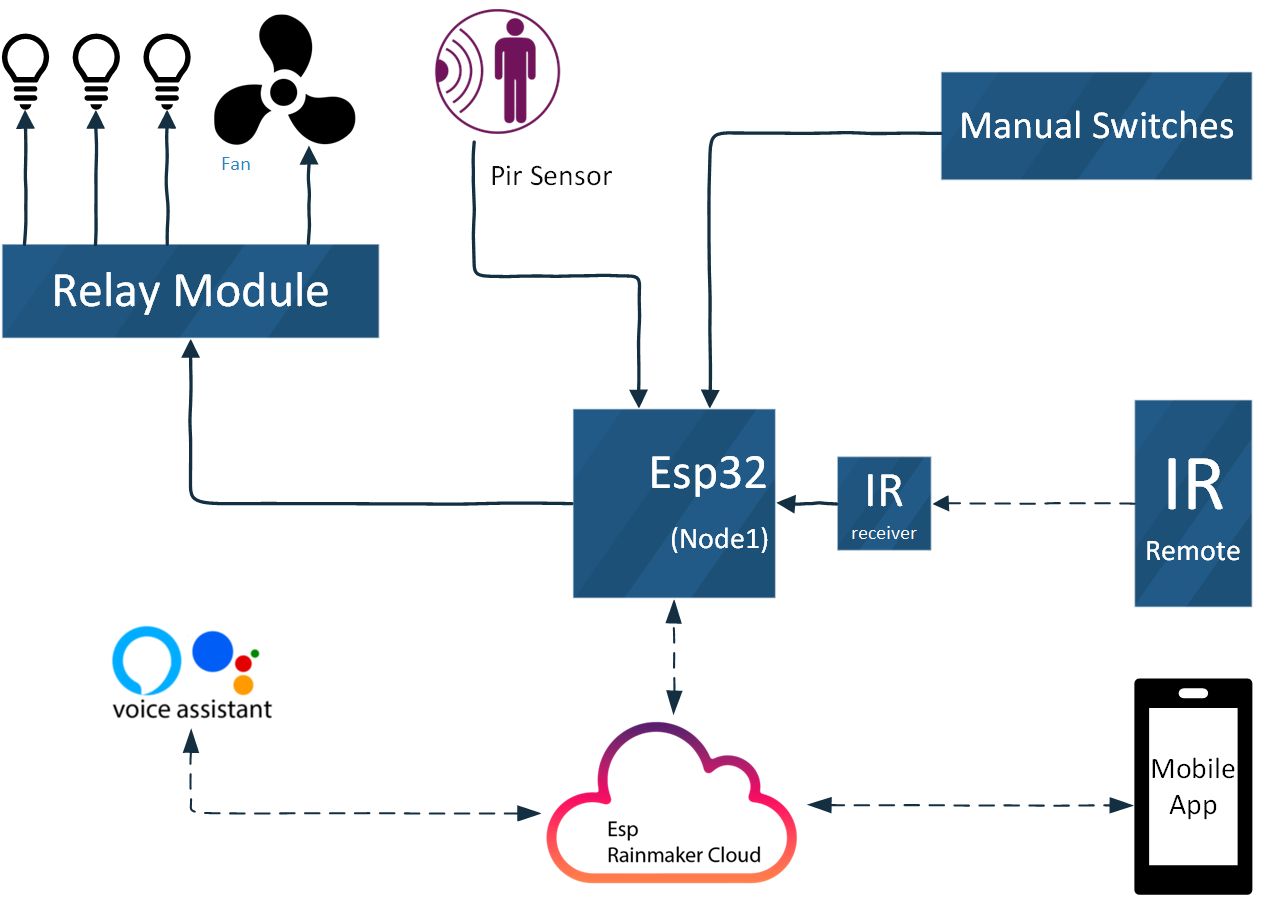 Fan
Pir Sensor
Manual Switches
Relay Module
Esp32
(Node1)
IR
receiver
IR
Remote
voice assistant
Mobile
App
Esp
Rainmaker Cloud